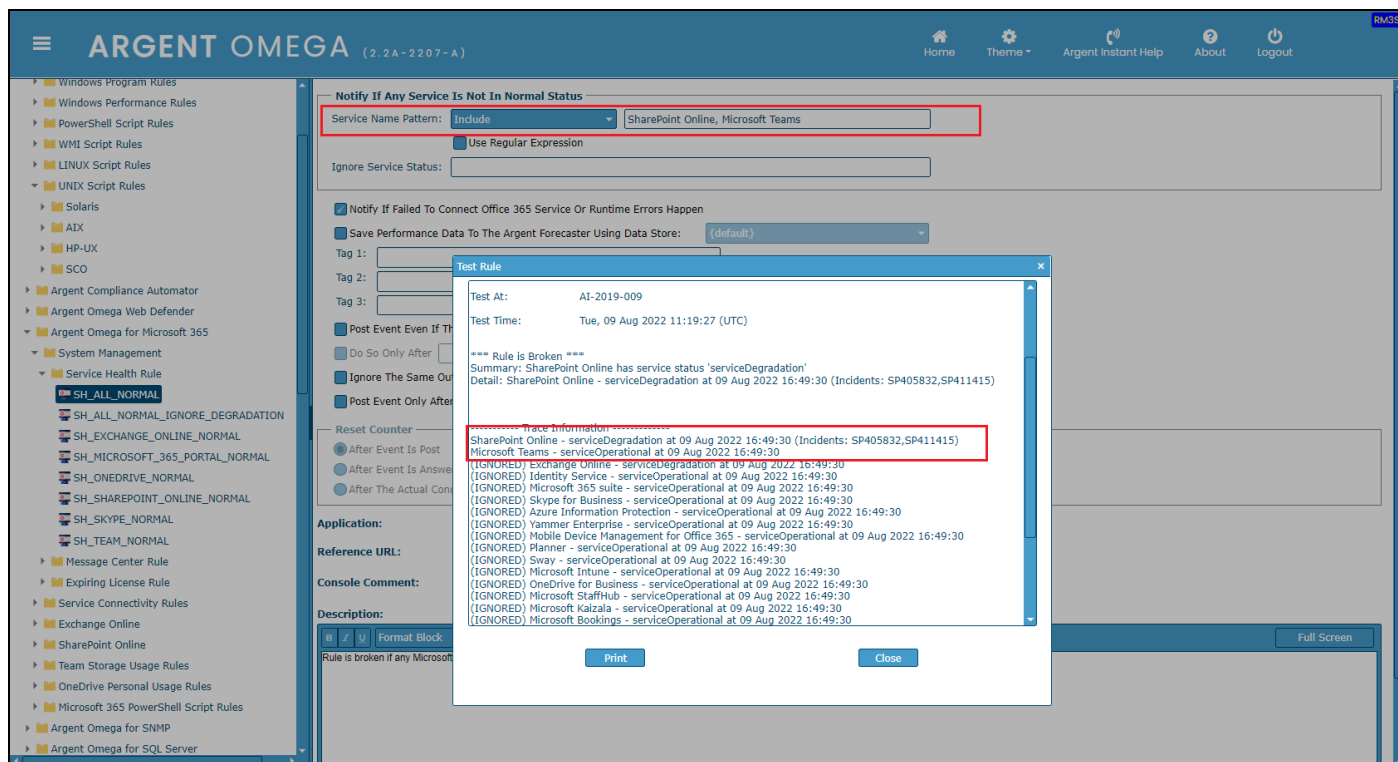 RM3S
ARGENT OMEGA (2.2A-2207-A)
Home
Theme
Argent Instant Help
About
Logout
Windows Program Rules
Windows Performance Rules
PowerShell Script Rules
WMI Script Rules
LINUX Script Rules
UNIX Script Rules
Solaris
AIX
HP-UX
SCO
Argent Compliance Automator
Argent Omega Web Defender
Argent Omega for Microsoft 365
System Management
Service Health Rule
SH_ALL_NORMAL
SH_ALL_NORMAL_IGNORE_DEGRADATION
SH_EXCHANGE_ONLINE_NORMAL
SH_MICROSOFT_365_PORTAL_NORMAL
SH_ONEDRIVE_NORMAL
SH_SHAREPOINT_ONLINE_NORMAL
SH_SKYPE_NORMAL
SH_TEAM_NORMAL
Message Center Rule
Expiring License Rule
Service Connectivity Rules
Exchange Online
SharePoint Online
Team Storage Usage Rules
OneDrive Personal Usage Rules
Microsoft 365 PowerShell Script Rules
Argent Omega for SNMP
Argent Omega for SQL Server
Notify If Any Service Is Not In Normal Status
Service Name Pattern: Include SharePoint Online, Microsoft Teams
Use Regular Expression
Ignore Service Status:
Notify If Failed To Connect Office 365 Service Or Runtime Errors Happen
Save Performance Data To The Argent Forecaster Using Data Store: {default}
Tag 1:
Tag 2:
Tag 3:
Post Event Even If Th
Do So Only After
Ignore The Same Ou
Post Event Only After
Reset Counter
After Event Is Post
After Event Is Answe
After The Actual Con
Application:
Reference URL:
Console Comment:
Description:
B I U Format Block
Full Screen
Rule is broken if any Microsoft
Test Rule ×
Test At: AI-2019-009
Test Time: Tue, 09 Aug 2022 11:19:27 (UTC)
*** Rule is Broken ***
Summary: SharePoint Online has service status 'serviceDegradation'
Detail: SharePoint Online - serviceDegradation at 09 Aug 2022 16:49:30 (Incidents: SP405832,SP411415)
----------- Trace Information -------------
SharePoint Online - serviceDegradation at 09 Aug 2022 16:49:30 (Incidents: SP405832,SP411415)
Microsoft Teams - serviceOperational at 09 Aug 2022 16:49:30
(IGNORED) Exchange Online - serviceDegradation at 09 Aug 2022 16:49:30
(IGNORED) Identity Service - serviceOperational at 09 Aug 2022 16:49:30
(IGNORED) Microsoft 365 suite - serviceOperational at 09 Aug 2022 16:49:30
(IGNORED) Skype for Business - serviceOperational at 09 Aug 2022 16:49:30
(IGNORED) Azure Information Protection - serviceOperational at 09 Aug 2022 16:49:30
(IGNORED) Yammer Enterprise - serviceOperational at 09 Aug 2022 16:49:30
(IGNORED) Mobile Device Management for Office 365 - serviceOperational at 09 Aug 2022 16:49:30
(IGNORED) Planner - serviceOperational at 09 Aug 2022 16:49:30
(IGNORED) Sway - serviceOperational at 09 Aug 2022 16:49:30
(IGNORED) Microsoft Intune - serviceOperational at 09 Aug 2022 16:49:30
(IGNORED) OneDrive for Business - serviceOperational at 09 Aug 2022 16:49:30
(IGNORED) Microsoft StaffHub - serviceOperational at 09 Aug 2022 16:49:30
(IGNORED) Microsoft Kaizala - serviceOperational at 09 Aug 2022 16:49:30
(IGNORED) Microsoft Bookings - serviceOperational at 09 Aug 2022 16:49:30
Print
Close